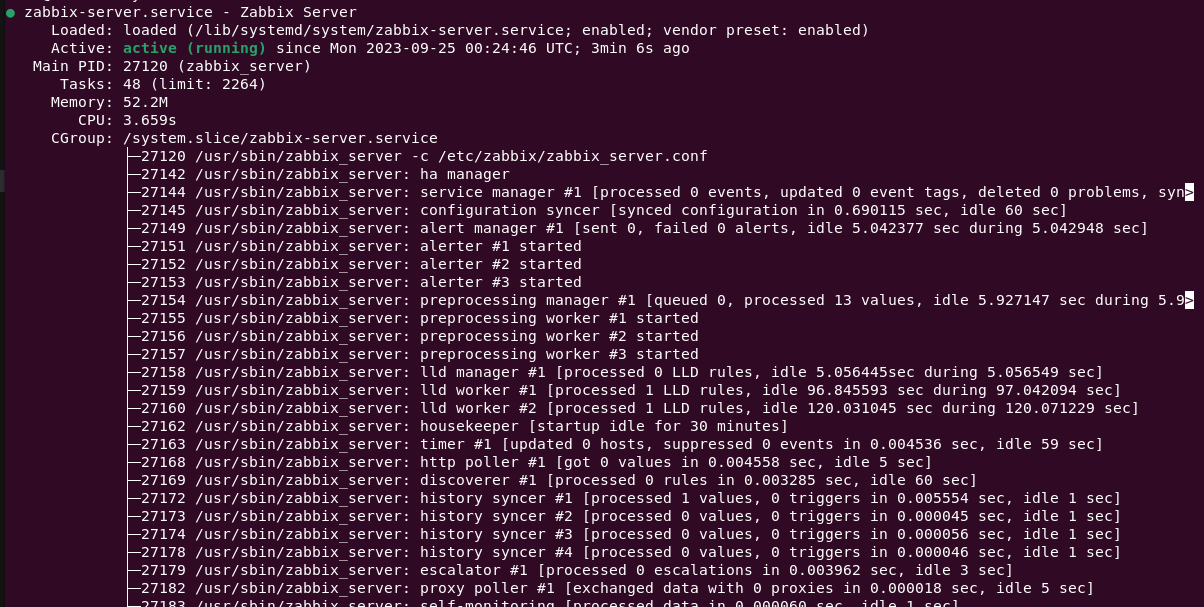 ● zabbix-server.service - Zabbix Server
Loaded: loaded (/lib/systemd/system/zabbix-server.service; enabled; vendor preset: enabled)
Active: active (running) since Mon 2023-09-25 00:24:46 UTC; 3min 6s ago
Main PID: 27120 (zabbix_server)
Tasks: 48 (limit: 2264)
Memory: 52.2M
CPU: 3.659s
CGroup: /system.slice/zabbix-server.service
├─27120 /usr/sbin/zabbix_server -c /etc/zabbix/zabbix_server.conf
├─27142 /usr/sbin/zabbix_server: ha manager
├─27144 /usr/sbin/zabbix_server: service manager #1 [processed 0 events, updated 0 event tags, deleted 0 problems, syn>
├─27145 /usr/sbin/zabbix_server: configuration syncer [synced configuration in 0.690115 sec, idle 60 sec]
├─27149 /usr/sbin/zabbix_server: alert manager #1 [sent 0, failed 0 alerts, idle 5.042377 sec during 5.042948 sec]
├─27151 /usr/sbin/zabbix_server: alerter #1 started
├─27152 /usr/sbin/zabbix_server: alerter #2 started
├─27153 /usr/sbin/zabbix_server: alerter #3 started
├─27154 /usr/sbin/zabbix_server: preprocessing manager #1 [queued 0, processed 13 values, idle 5.927147 sec during 5.9>
├─27155 /usr/sbin/zabbix_server: preprocessing worker #1 started
├─27156 /usr/sbin/zabbix_server: preprocessing worker #2 started
├─27157 /usr/sbin/zabbix_server: preprocessing worker #3 started
├─27158 /usr/sbin/zabbix_server: lld manager #1 [processed 0 LLD rules, idle 5.056445sec during 5.056549 sec]
├─27159 /usr/sbin/zabbix_server: lld worker #1 [processed 1 LLD rules, idle 96.845593 sec during 97.042094 sec]
├─27160 /usr/sbin/zabbix_server: lld worker #2 [processed 1 LLD rules, idle 120.031045 sec during 120.071229 sec]
├─27162 /usr/sbin/zabbix_server: housekeeper [startup idle for 30 minutes]
├─27163 /usr/sbin/zabbix_server: timer #1 [updated 0 hosts, suppressed 0 events in 0.004536 sec, idle 59 sec]
├─27168 /usr/sbin/zabbix_server: http poller #1 [got 0 values in 0.004558 sec, idle 5 sec]
├─27169 /usr/sbin/zabbix_server: discoverer #1 [processed 0 rules in 0.003285 sec, idle 60 sec]
├─27172 /usr/sbin/zabbix_server: history syncer #1 [processed 1 values, 0 triggers in 0.005554 sec, idle 1 sec]
├─27173 /usr/sbin/zabbix_server: history syncer #2 [processed 0 values, 0 triggers in 0.000045 sec, idle 1 sec]
├─27174 /usr/sbin/zabbix_server: history syncer #3 [processed 0 values, 0 triggers in 0.000056 sec, idle 1 sec]
├─27178 /usr/sbin/zabbix_server: history syncer #4 [processed 0 values, 0 triggers in 0.000046 sec, idle 1 sec]
├─27179 /usr/sbin/zabbix_server: escalator #1 [processed 0 escalations in 0.003962 sec, idle 3 sec]
├─27182 /usr/sbin/zabbix_server: proxy poller #1 [exchanged data with 0 proxies in 0.000018 sec, idle 5 sec]
├─27183 /usr/sbin/zabbix_server: self-monitoring [processed data in 0.000060 sec, idle 1 sec]